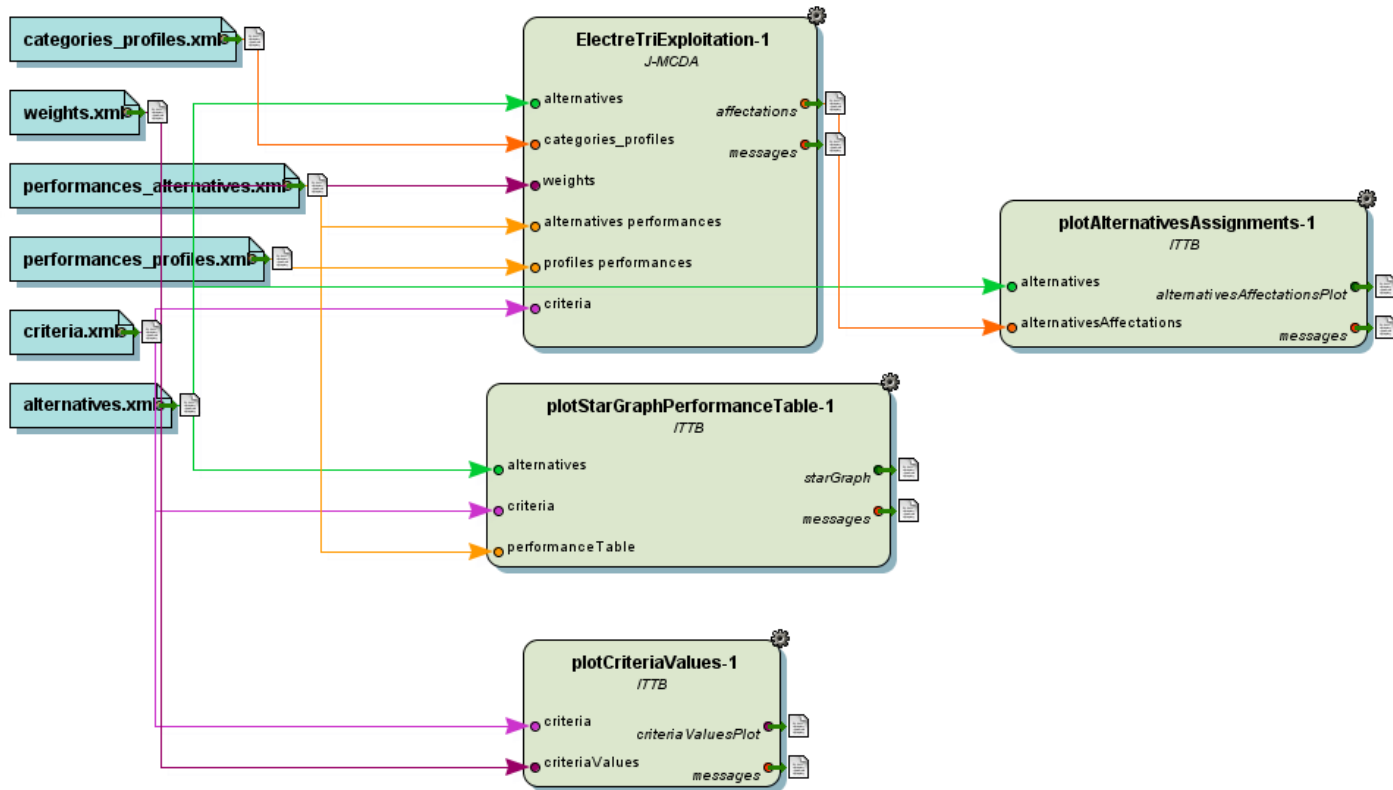 categories_profiles.xml
weights.xml
performances_alternatives.xml
performances_profiles.xml
criteria.xml
alternatives.xml
ElectreTriExploitation-1
J-MCDA
alternatives
categories_profiles
weights
alternatives performances
profiles performances
criteria
affectations
messages
plotAlternativesAssignments-1
ITTB
alternatives
alternativesAffectations
alternativesAffectationsPlot
messages
plotStarGraphPerformanceTable-1
ITTB
alternatives
criteria
performanceTable
starGraph
messages
plotCriteriaValues-1
ITTB
criteria
criteriaValues
criteriaValuesPlot
messages